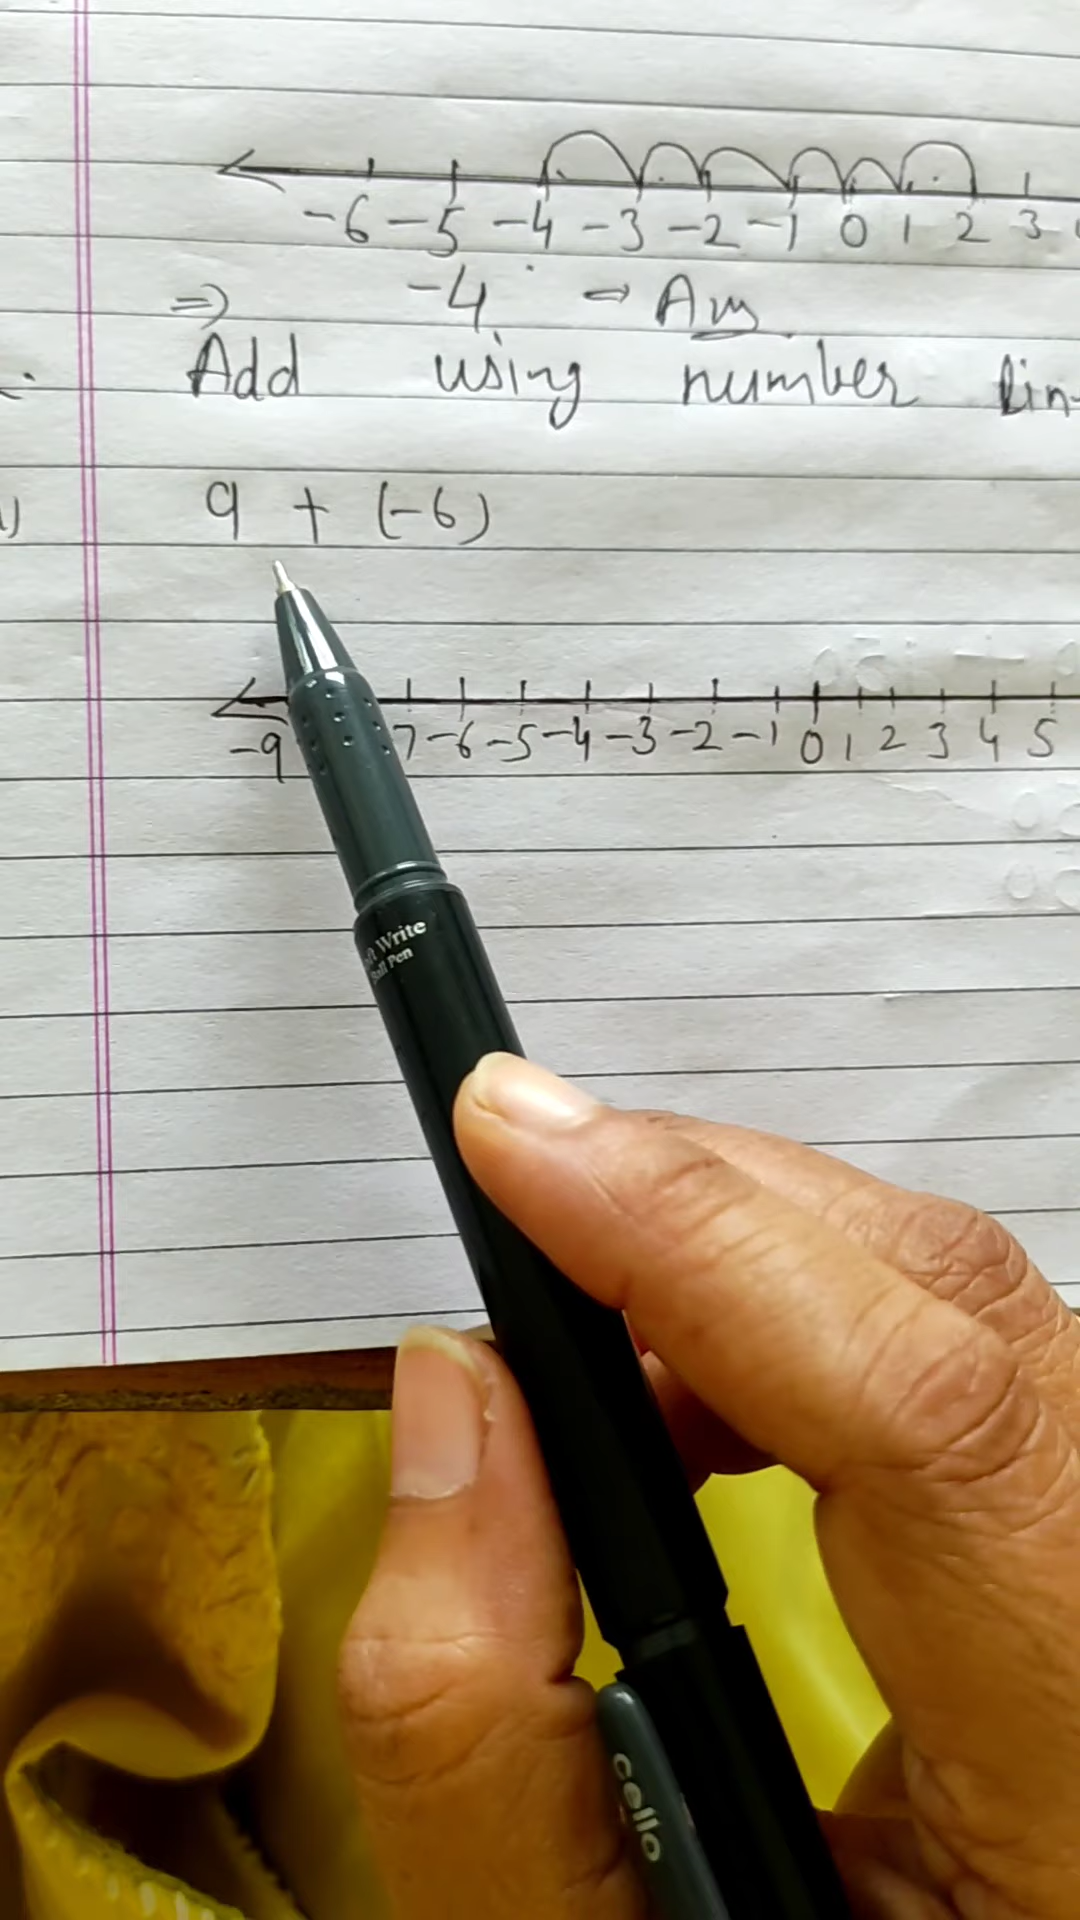 -6 -5 -4 -3 -2 -1 0 1 2 3
⇒ -4 → Ans
Add using number lin
9 + (-6)
-9 7 -6 -5 -4 -3 -2 -1 0 1 2 3 4 5
ft Write
Ball Pen
cello